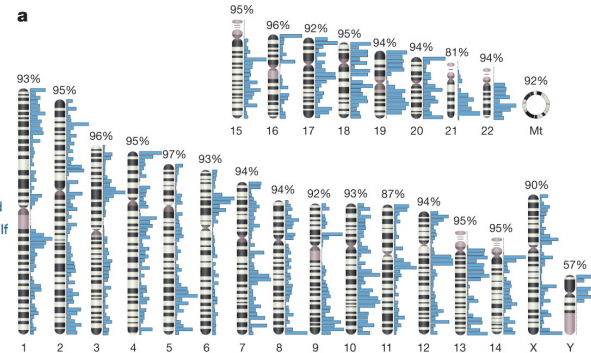 a
95% 96% 92% 95% 94% 94% 81% 94% 92%
15 16 17 18 19 20 21 22 Mt
93% 95% 96% 95% 97% 93% 94% 94% 92% 93% 87% 94% 95% 95% 90% 57%
d
lf
1 2 3 4 5 6 7 8 9 10 11 12 13 14 X Y